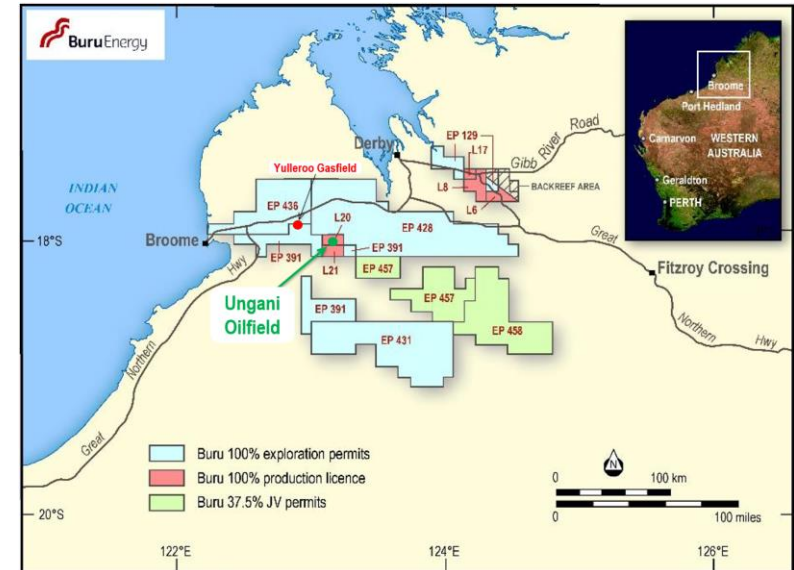 BuruEnergy
Broome
Port Hedland
Carnarvon
WESTERN
AUSTRALIA
Geraldton
PERTH
EP 129
L17
Gibb River Road
Derby
L8
BACKREEF AREA
L6
Yulleroo Gasfield
INDIAN
OCEAN
EP 436
L20
EP 428
18°S
Broome
EP 391
L21
EP 391
EP 457
Great
Fitzroy Crossing
Hwy
Ungani
Oilfield
EP 391
EP 457
EP 458
EP 431
Northern
Hwy
Northern
Great
Buru 100% exploration permits
Buru 100% production licence
Buru 37.5% JV permits
N
0 100 km
0 100 miles
20°S
122°E
124°E
126°E